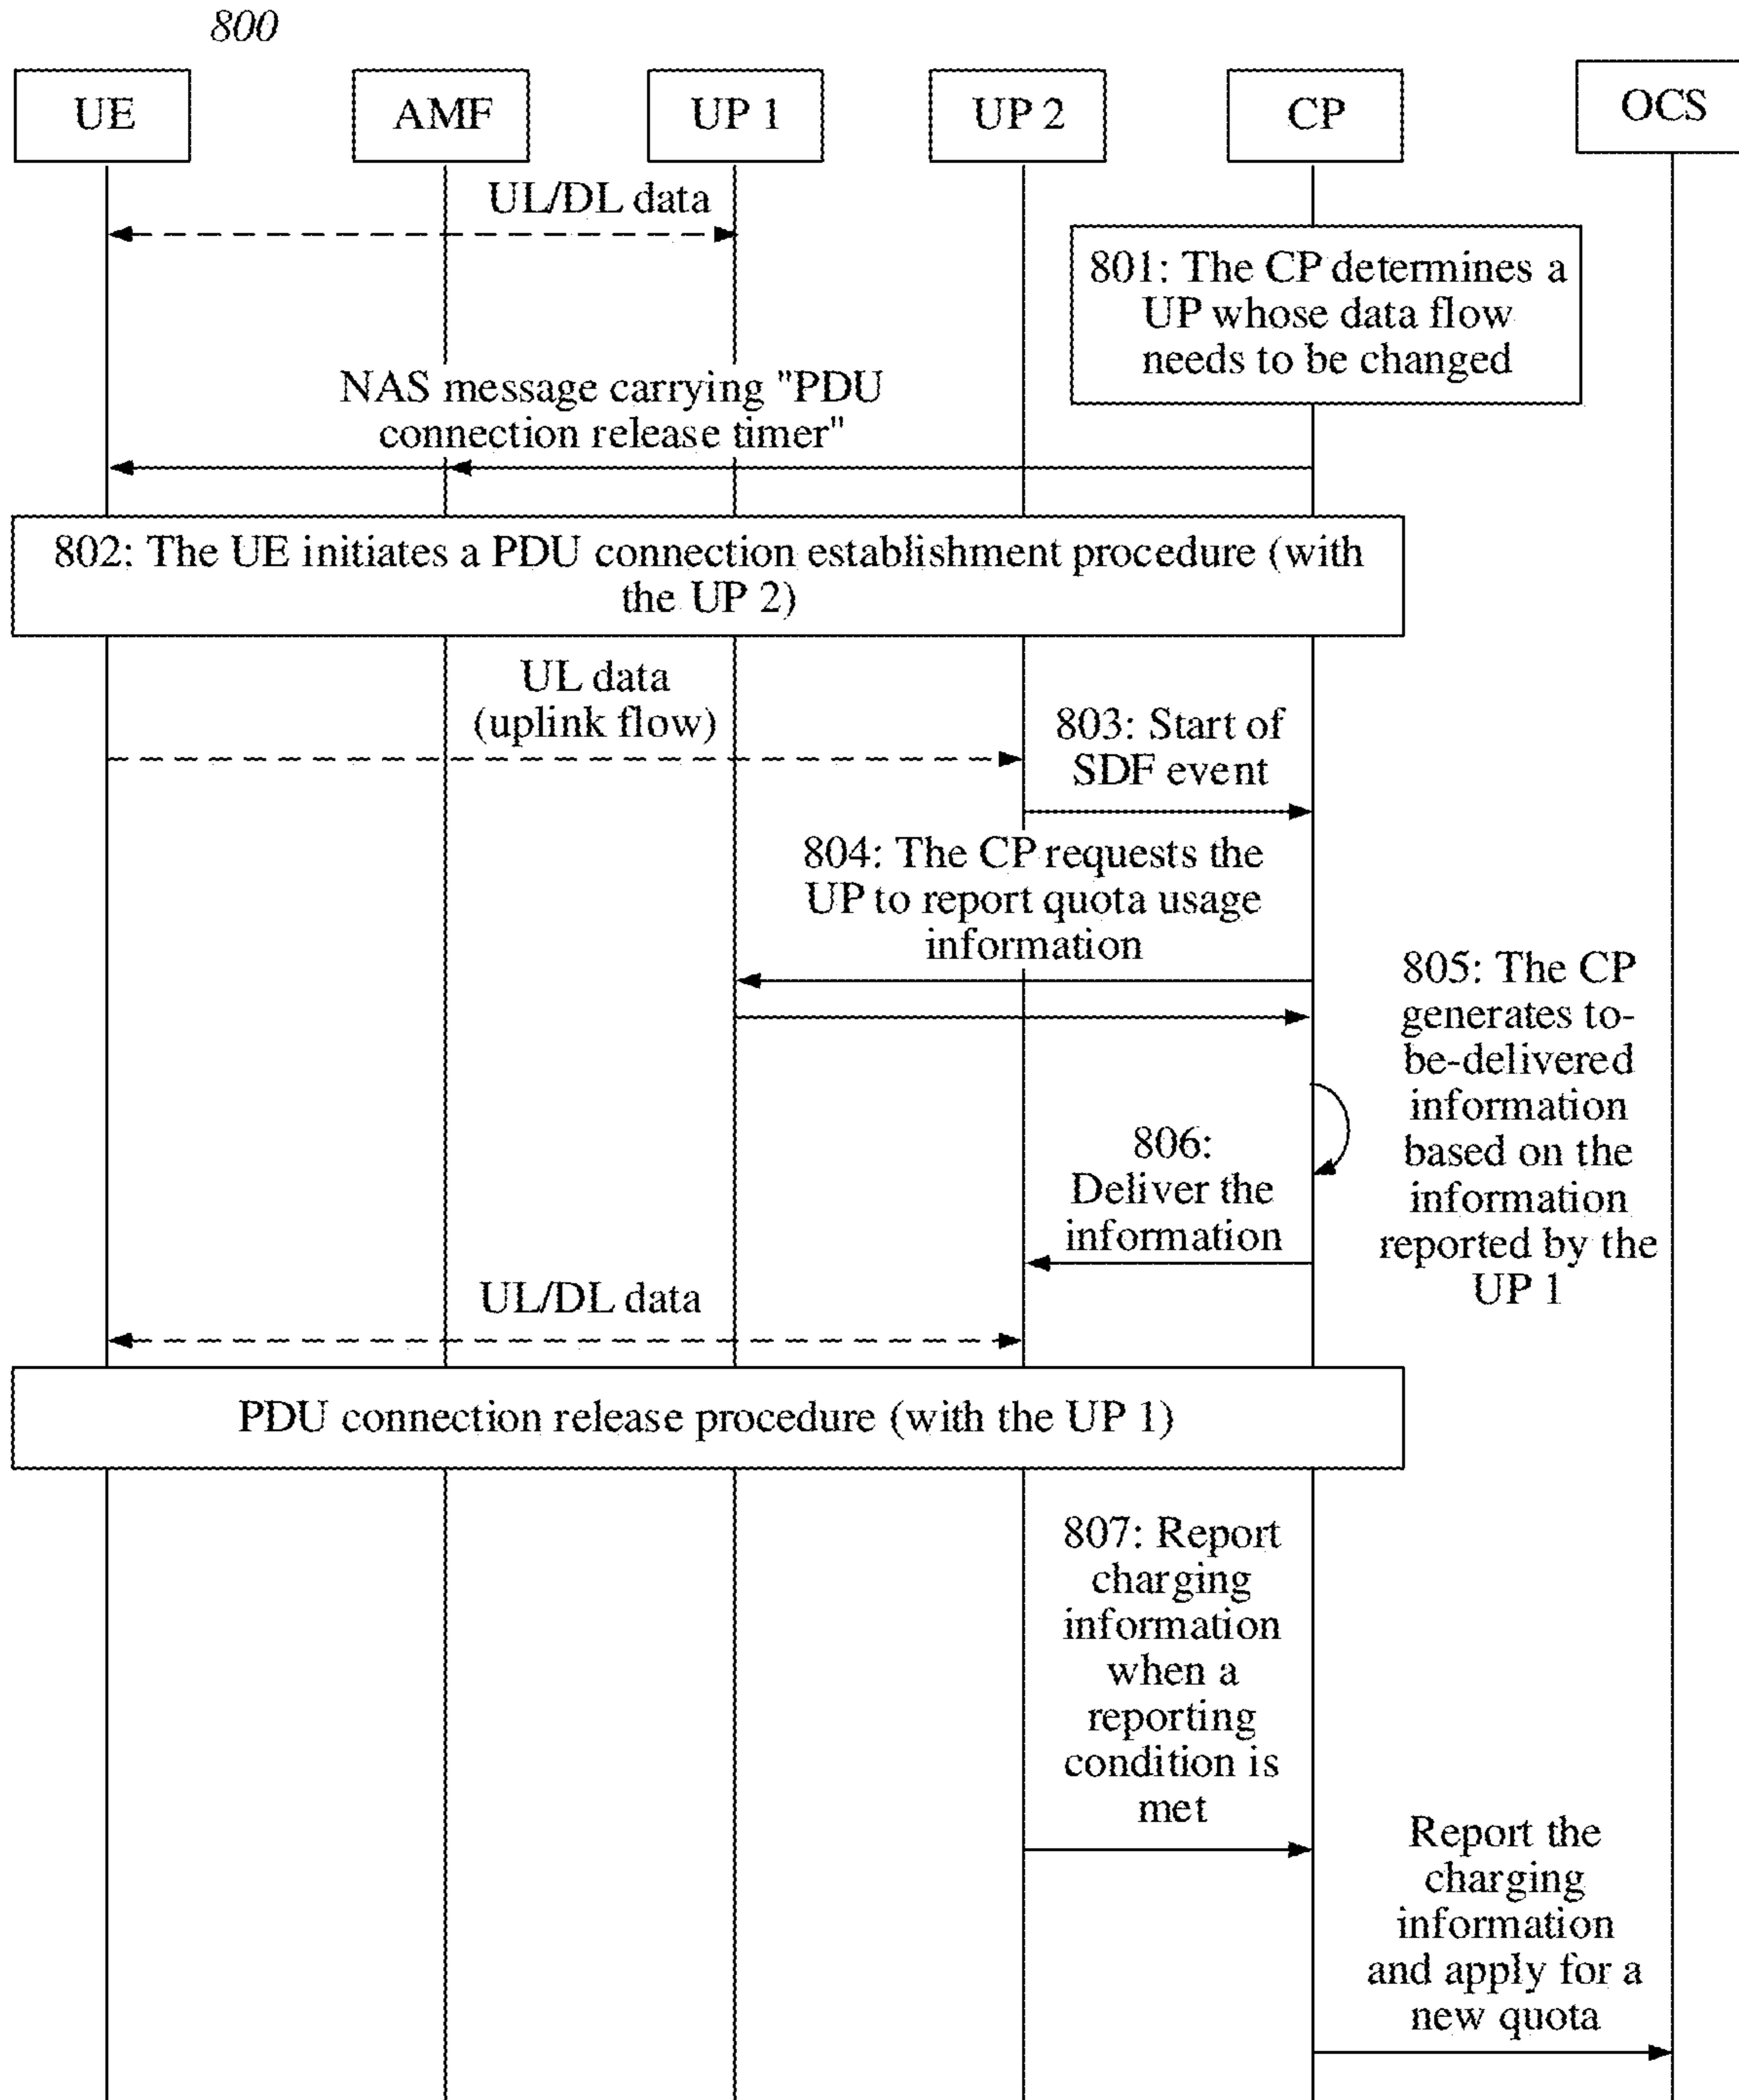 800
UE
AMF
UP 1
UP 2
CP
OCS
UL/DL data
801: The CP determines a
UP whose data flow
needs to be changed
NAS message carrying "PDU
connection release timer"
802: The UE initiates a PDU connection establishment procedure (with
the UP 2)
UL data
(uplink flow)
803: Start of
SDF event
804: The CP requests the
UP to report quota usage
information
805: The CP
generates to-
be-delivered
information
based on the
information
reported by the
UP 1
806:
Deliver the
information
UL/DL data
PDU connection release procedure (with the UP 1)
807: Report
charging
information
when a
reporting
condition is
met
Report the
charging
information
and apply for a
new quota